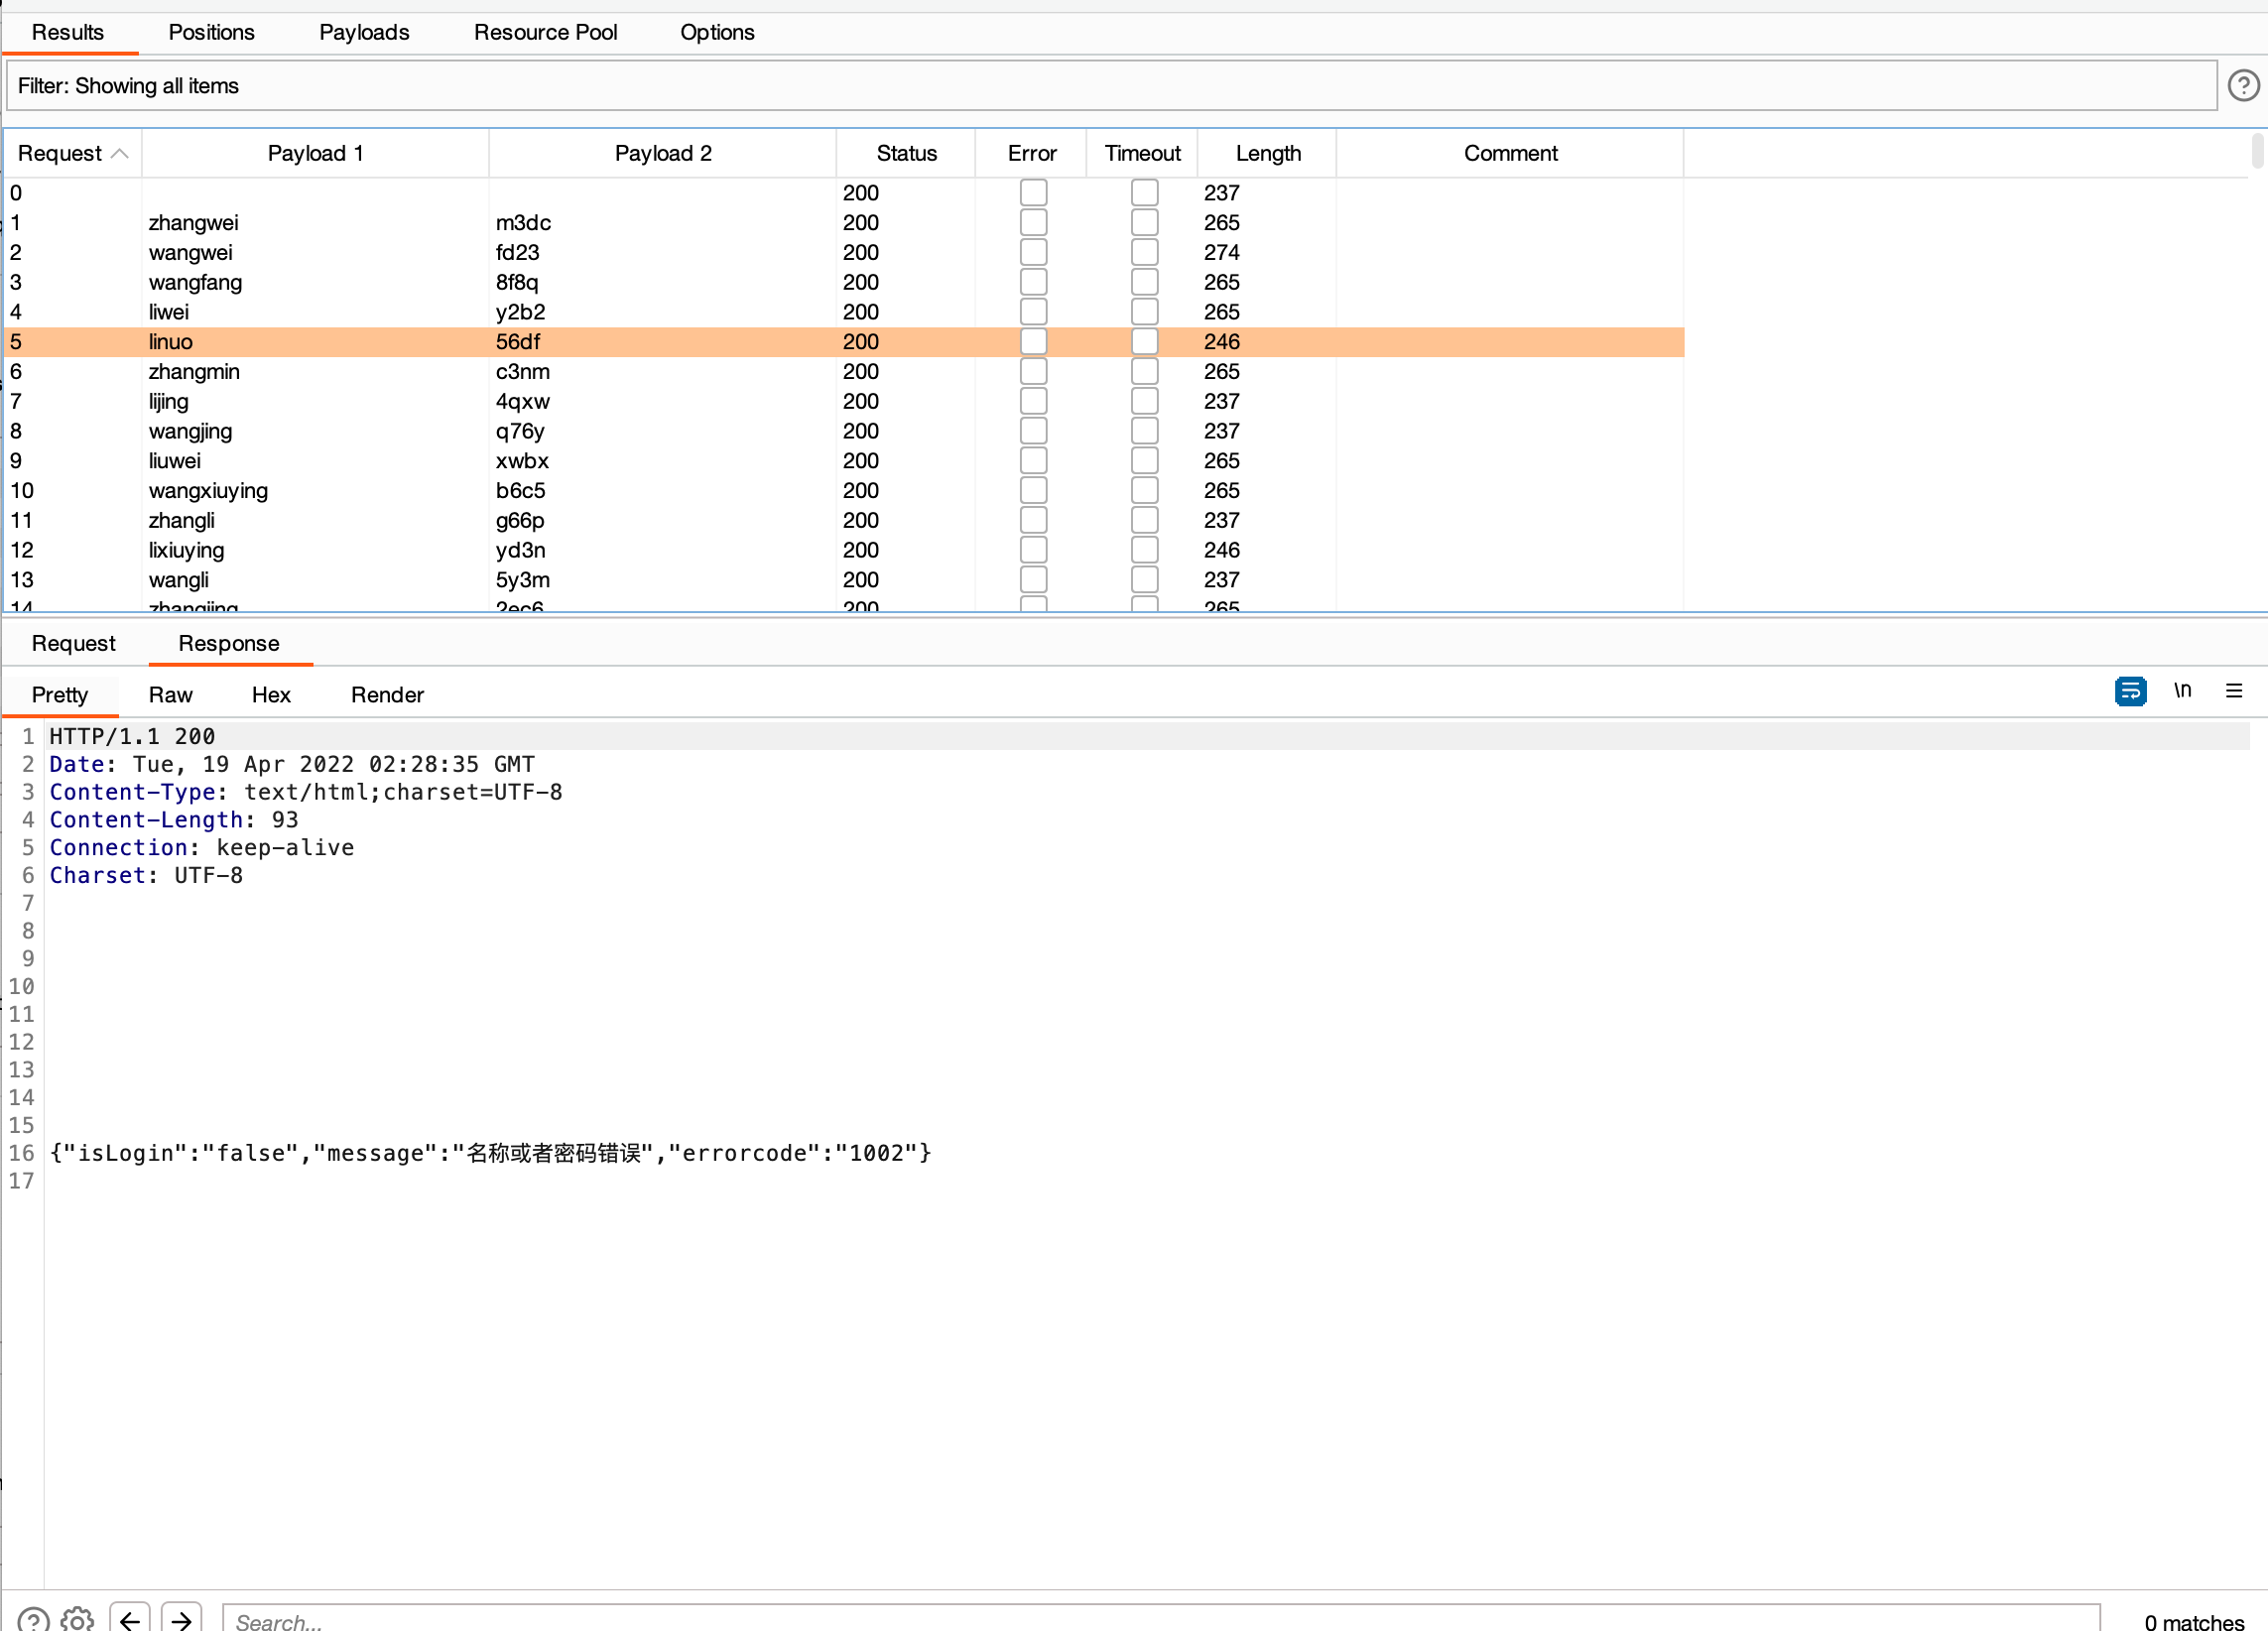 Results Positions Payloads Resource Pool Options
Filter: Showing all items
Request Payload 1 Payload 2 Status Error Timeout Length Comment
0 200 237
1 zhangwei m3dc 200 265
2 wangwei fd23 200 274
3 wangfang 8f8q 200 265
4 liwei y2b2 200 265
5 linuo 56df 200 246
6 zhangmin c3nm 200 265
7 lijing 4qxw 200 237
8 wangjing q76y 200 237
9 liuwei xwbx 200 265
10 wangxiuying b6c5 200 265
11 zhangli g66p 200 237
12 lixiuying yd3n 200 246
13 wangli 5y3m 200 237
14 zhangjing 2ec6 200 265
Request Response
Pretty Raw Hex Render \n
1 HTTP/1.1 200
2 Date: Tue, 19 Apr 2022 02:28:35 GMT
3 Content-Type: text/html;charset=UTF-8
4 Content-Length: 93
5 Connection: keep-alive
6 Charset: UTF-8
7
8
9
10
11
12
13
14
15
16 {"isLogin":"false","message":"名称或者密码错误","errorcode":"1002"}
17
Search... 0 matches